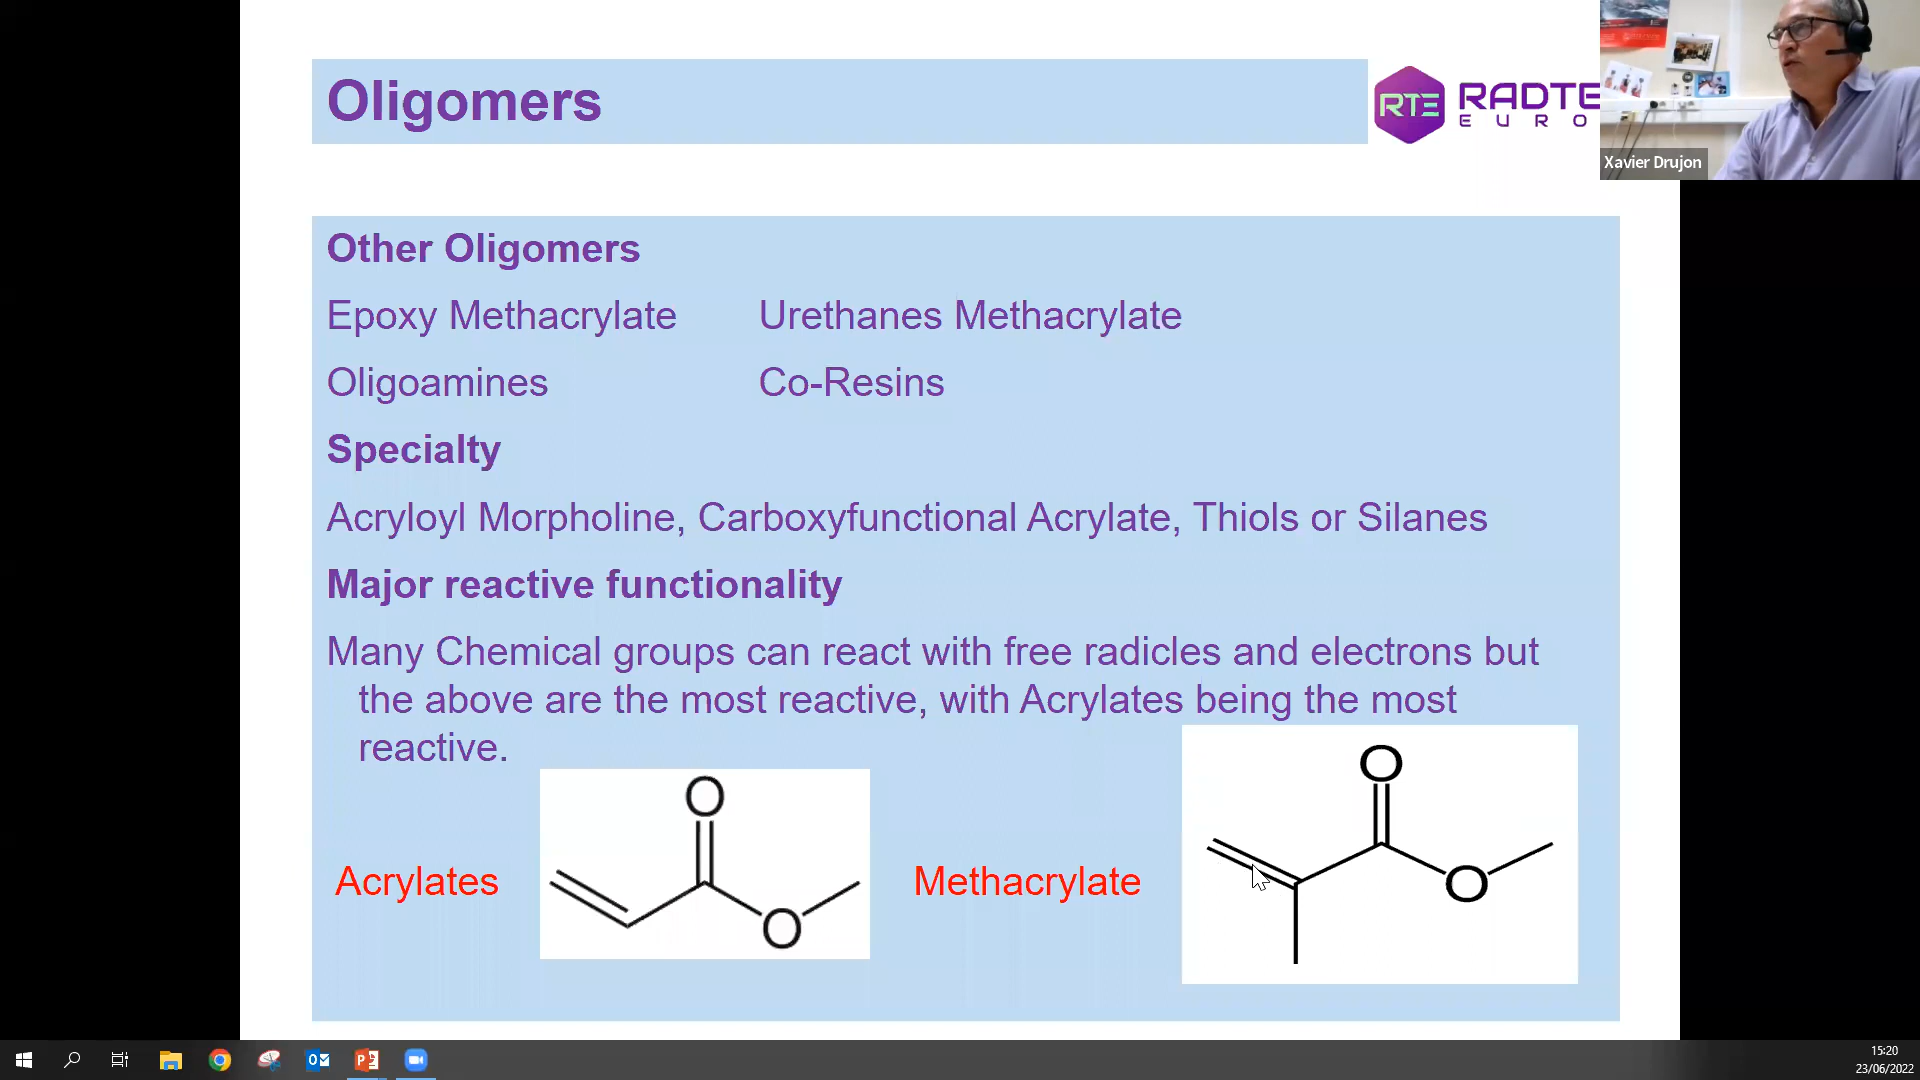 Oligomers
RTE RADTE
EURO
Xavier Drujon
Other Oligomers
Epoxy Methacrylate Urethanes Methacrylate
Oligoamines Co-Resins
Specialty
Acryloyl Morpholine, Carboxyfunctional Acrylate, Thiols or Silanes
Major reactive functionality
Many Chemical groups can react with free radicles and electrons but
the above are the most reactive, with Acrylates being the most
reactive.
Acrylates
O
O
Methacrylate
O
O
15:20
23/06/2022